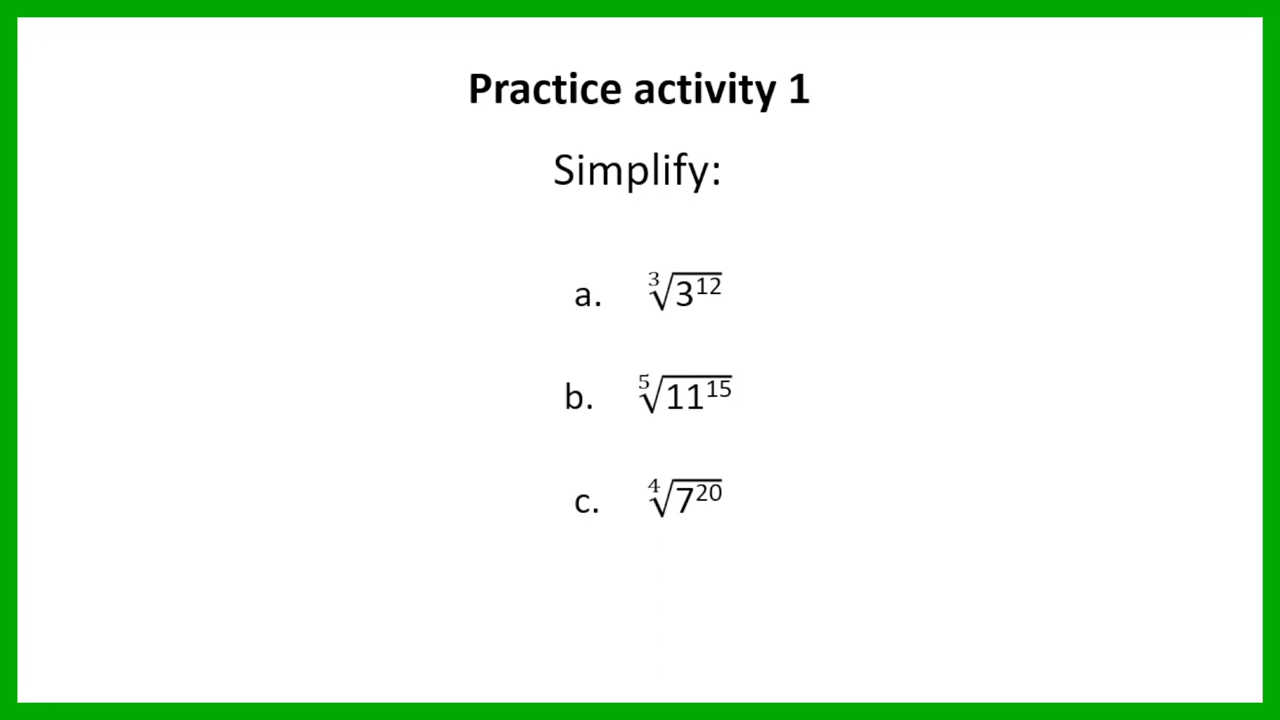 Practice activity 1
Simplify:
a. ∛3¹²
b. ⁵√11¹⁵
c. ⁴√7²⁰